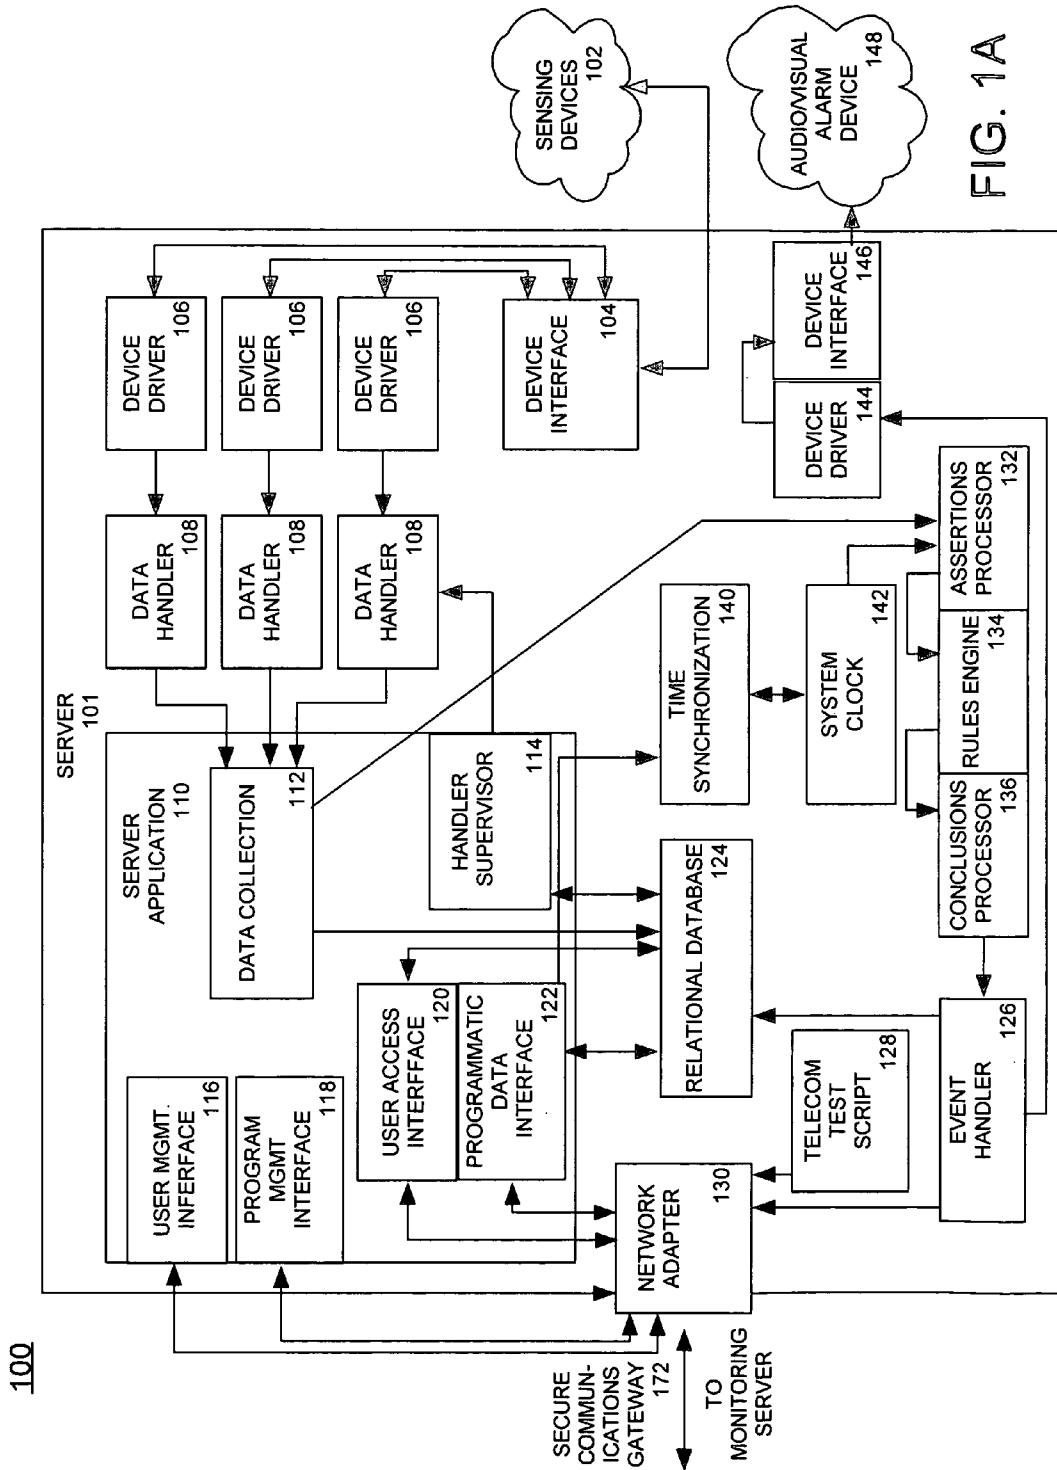 100
SERVER
101
SERVER
APPLICATION
110
USER MGMT.
INFERFACE
116
PROGRAM
MGMT
INTERFACE
118
DATA COLLECTION
112
DATA
HANDLER
108
DATA
HANDLER
108
DATA
HANDLER
108
DEVICE
DRIVER
106
DEVICE
DRIVER
106
DEVICE
DRIVER
106
DEVICE
INTERFACE
104
SENSING
DEVICES
102
USER ACCESS
INTERFFACE
120
PROGRAMMATIC
DATA
INTERFACE
122
HANDLER
SUPERVISOR
114
SECURE
COMMUN-
ICATIONS
GATEWAY
172
TO
MONITORING
SERVER
NETWORK
ADAPTER
130
RELATIONAL DATABASE
124
TIME
SYNCHRONIZATION
140
SYSTEM
CLOCK
142
TELECOM
TEST
SCRIPT
128
EVENT
HANDLER
126
CONCLUSIONS
PROCESSOR
136
RULES ENGINE
134
ASSERTIONS
PROCESSOR
132
DEVICE
DRIVER
144
DEVICE
INTERFACE
146
AUDIO/VISUAL
ALARM
DEVICE
148
FIG. 1A